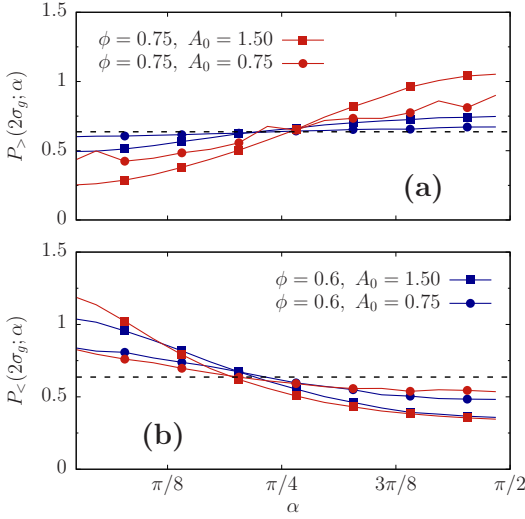 1.5
ϕ = 0.75, A₀ = 1.50
ϕ = 0.75, A₀ = 0.75
1
P>(2σg; α)
0.5
(a)
0
1.5
ϕ = 0.6, A₀ = 1.50
ϕ = 0.6, A₀ = 0.75
1
P<(2σg; α)
0.5
(b)
0
π/8 π/4 3π/8 π/2
α